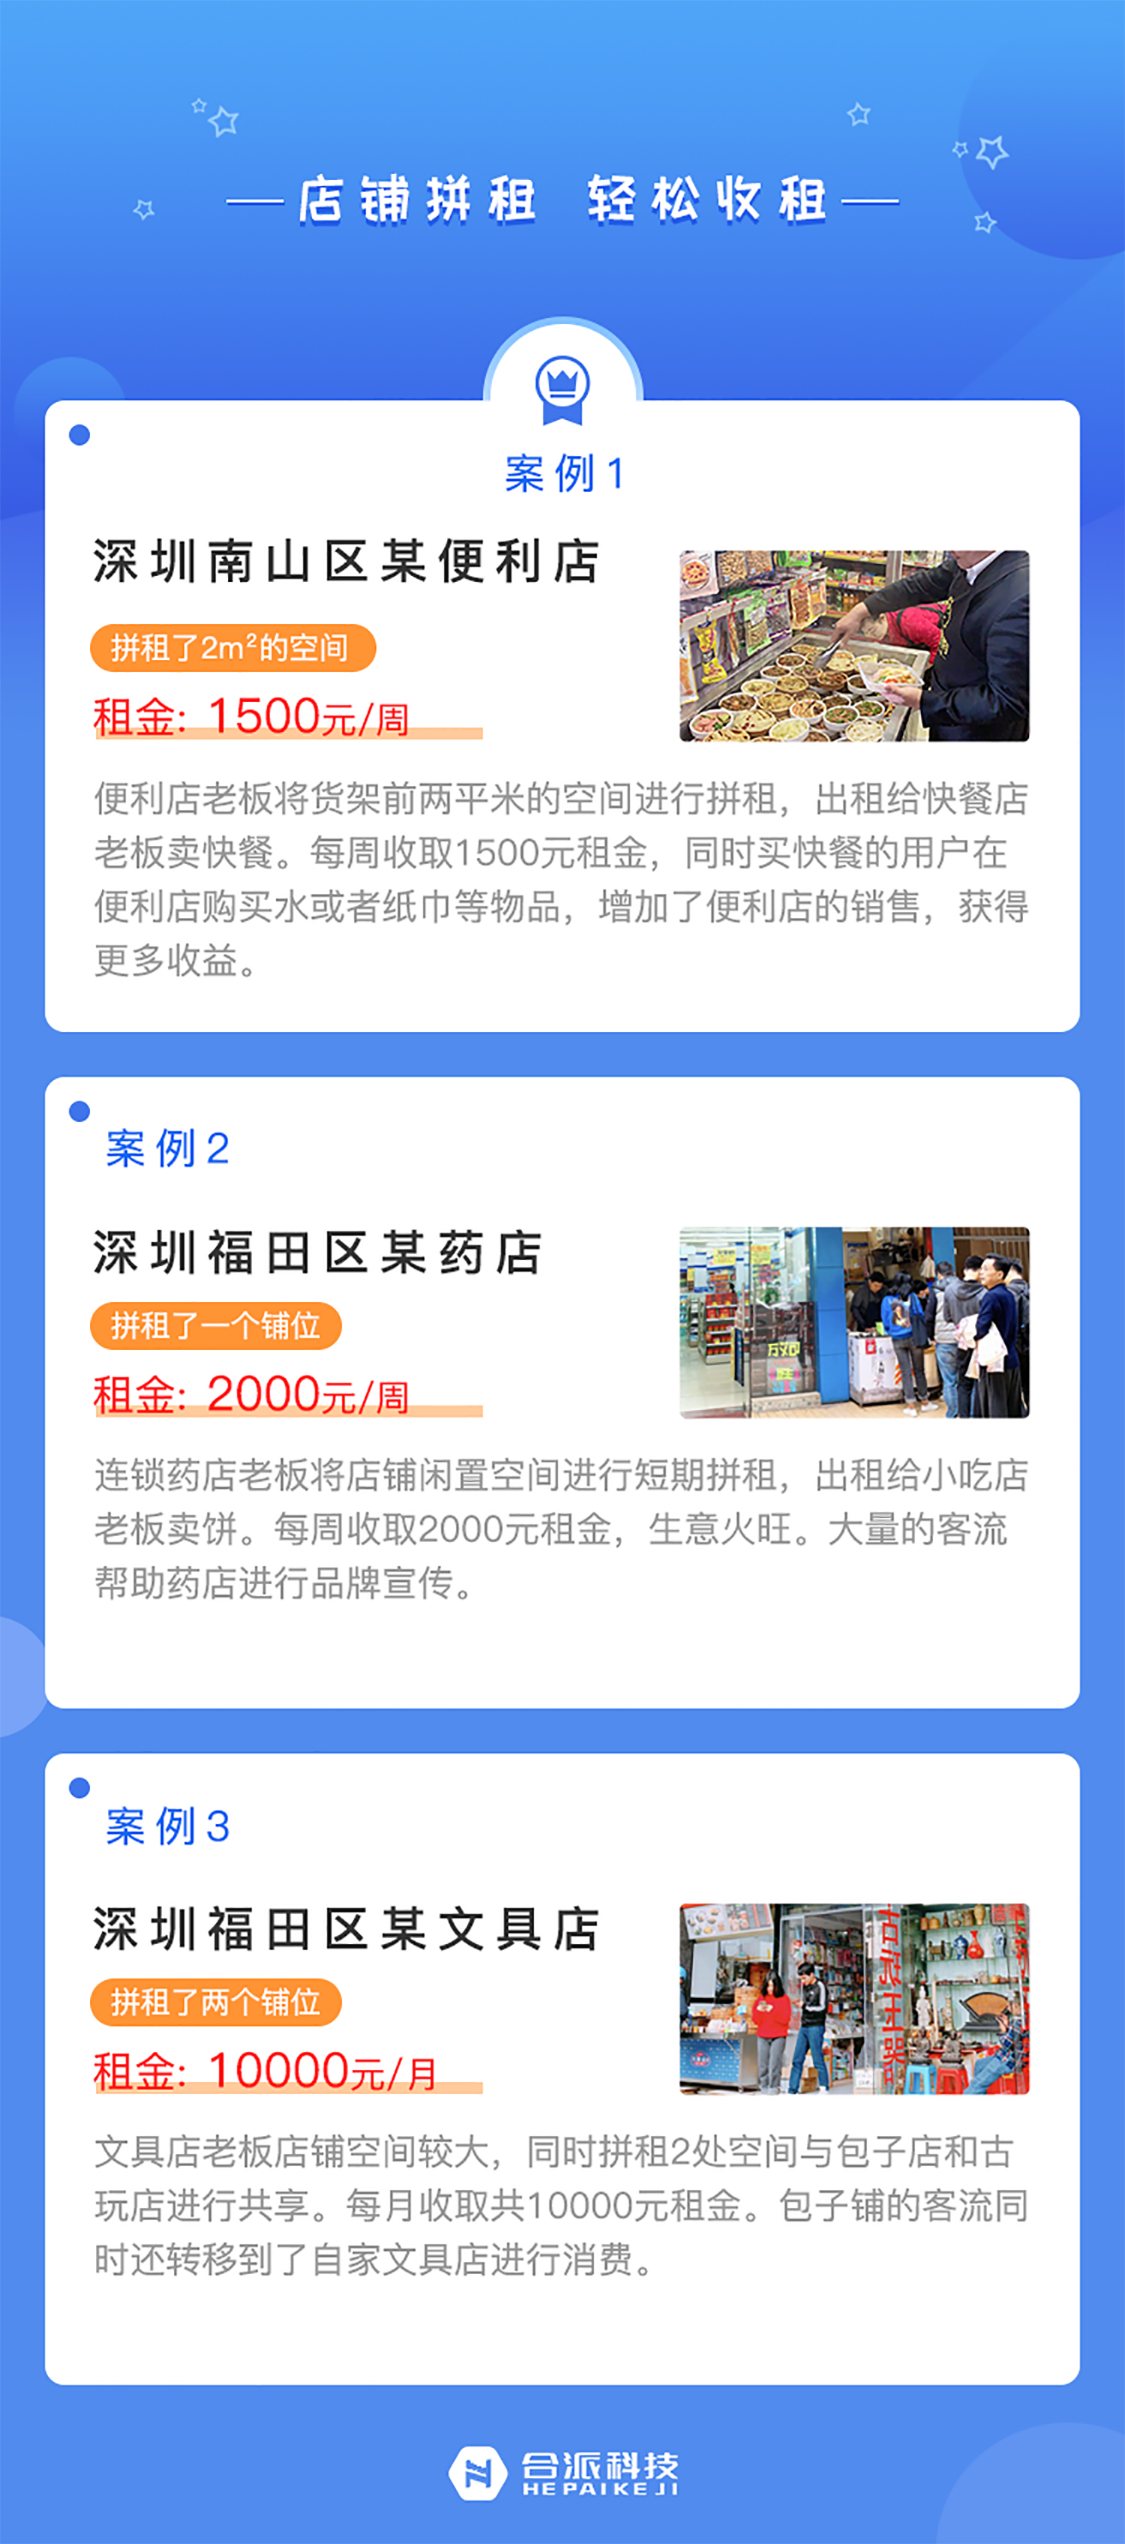 店铺拼租 轻松收租
案例1
深圳南山区某便利店
拼租了2m²的空间
租金: 1500元/周
便利店老板将货架前两平米的空间进行拼租，出租给快餐店
老板卖快餐。每周收取1500元租金，同时买快餐的用户在
便利店购买水或者纸巾等物品，增加了便利店的销售，获得
更多收益。
案例2
深圳福田区某药店
拼租了一个铺位
租金: 2000元/周
连锁药店老板将店铺闲置空间进行短期拼租，出租给小吃店
老板卖饼。每周收取2000元租金，生意火旺。大量的客流
帮助药店进行品牌宣传。
案例3
深圳福田区某文具店
拼租了两个铺位
租金: 10000元/月
文具店老板店铺空间较大，同时拼租2处空间与包子店和古
玩店进行共享。每月收取共10000元租金。包子铺的客流同
时还转移到了自家文具店进行消费。
合派科技
HEPAIKEJI